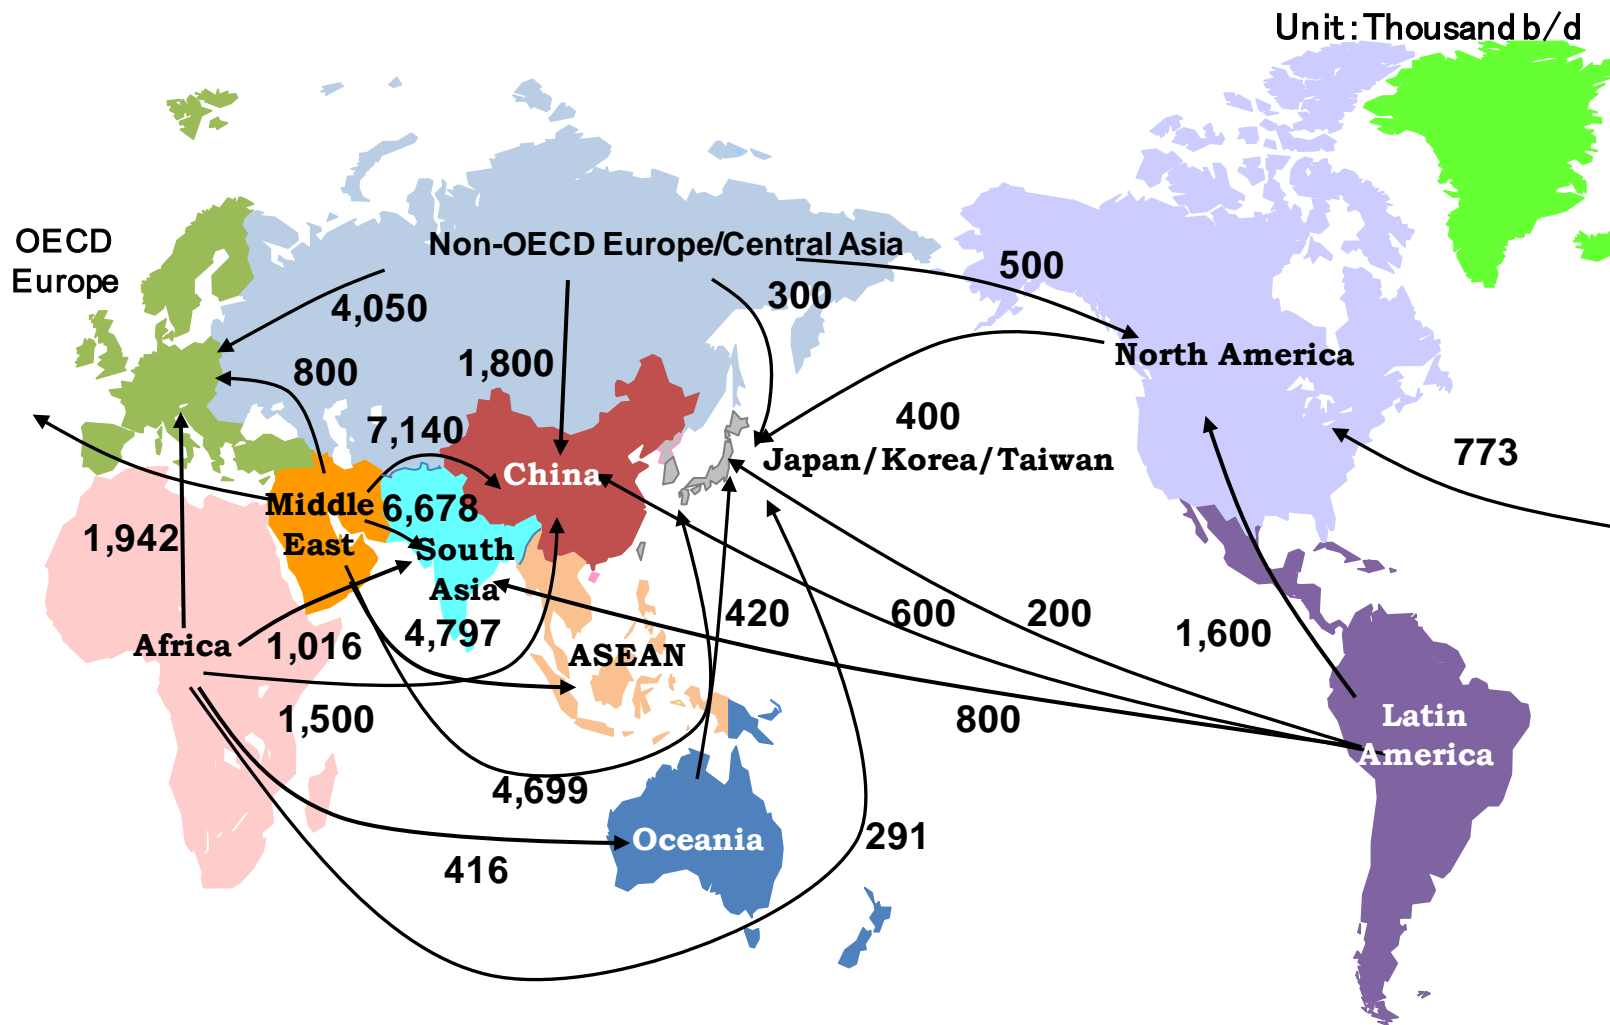 Unit:Thousand b/d
OECD
Europe
Non-OECD Europe/Central Asia
500
300
4,050
1,800
800
North America
7,140
400
773
China
Japan/Korea/Taiwan
Middle
East
6,678
1,942
South
Asia
420
600
200
1,600
Africa
1,016
4,797
ASEAN
1,500
800
Latin
America
4,699
Oceania
291
416